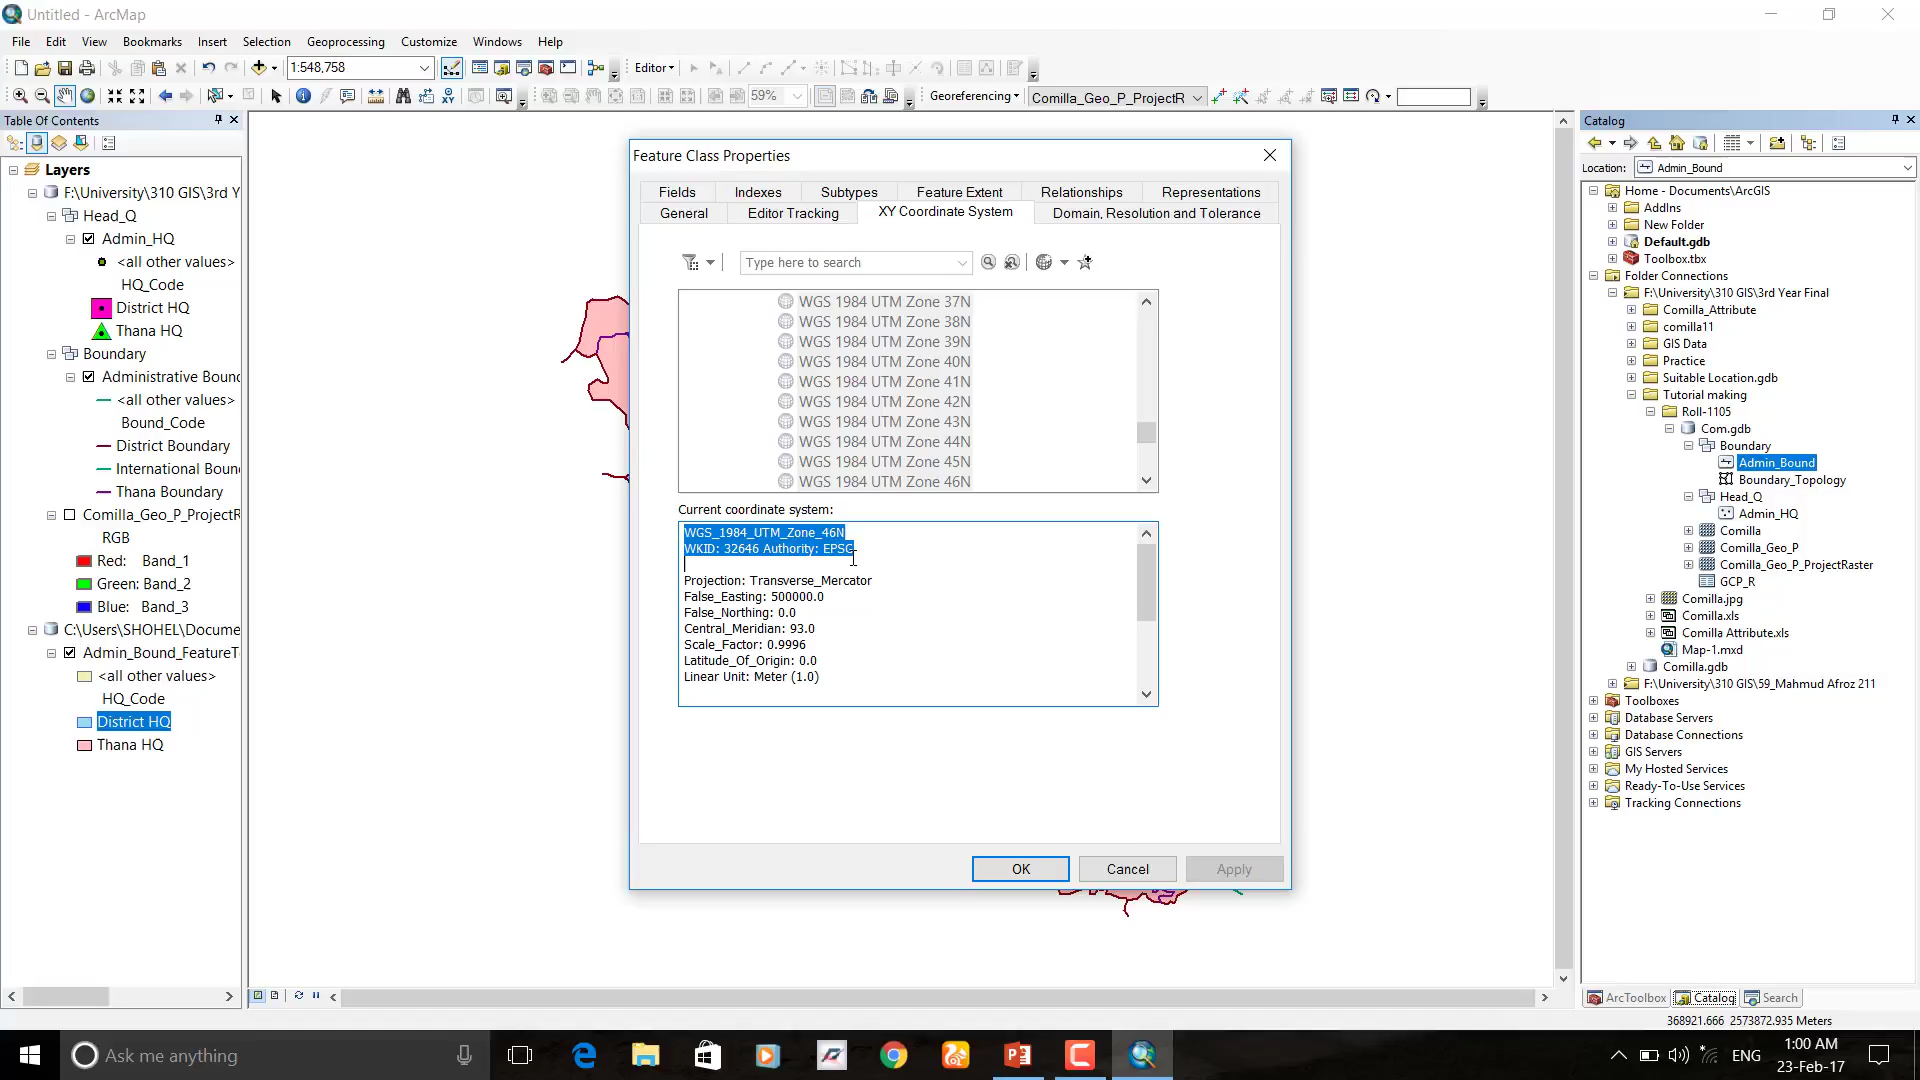 Untitled - ArcMap
File Edit View Bookmarks Insert Selection Geoprocessing Customize Windows Help
1:548,758
Editor
59%
Georeferencing
Comilla_Geo_P_ProjectR
Table Of Contents
Layers
F:\University\310 GIS\3rd Y
Head_Q
Admin_HQ
<all other values>
HQ_Code
District HQ
Thana HQ
Boundary
Administrative Boun
<all other values>
Bound_Code
District Boundary
International Boun
Thana Boundary
Comilla_Geo_P_ProjectR
RGB
Red: Band_1
Green: Band_2
Blue: Band_3
C:\Users\SHOHEL\Docume
Admin_Bound_FeatureT
<all other values>
HQ_Code
District HQ
Thana HQ
Feature Class Properties
Fields Indexes Subtypes Feature Extent Relationships Representations
General Editor Tracking XY Coordinate System Domain, Resolution and Tolerance
Type here to search
WGS 1984 UTM Zone 37N
WGS 1984 UTM Zone 38N
WGS 1984 UTM Zone 39N
WGS 1984 UTM Zone 40N
WGS 1984 UTM Zone 41N
WGS 1984 UTM Zone 42N
WGS 1984 UTM Zone 43N
WGS 1984 UTM Zone 44N
WGS 1984 UTM Zone 45N
WGS 1984 UTM Zone 46N
Current coordinate system:
WGS_1984_UTM_Zone_46N
WKID: 32646 Authority: EPSG
Projection: Transverse_Mercator
False_Easting: 500000.0
False_Northing: 0.0
Central_Meridian: 93.0
Scale_Factor: 0.9996
Latitude_Of_Origin: 0.0
Linear Unit: Meter (1.0)
OK Cancel Apply
Catalog
Location: Admin_Bound
Home - Documents\ArcGIS
AddIns
New Folder
Default.gdb
Toolbox.tbx
Folder Connections
F:\University\310 GIS\3rd Year Final
Comilla_Attribute
comilla11
GIS Data
Practice
Suitable Location.gdb
Tutorial making
Roll-1105
Com.gdb
Boundary
Admin_Bound
Boundary_Topology
Head_Q
Admin_HQ
Comilla
Comilla_Geo_P
Comilla_Geo_P_ProjectRaster
GCP_R
Comilla.jpg
Comilla.xls
Comilla Attribute.xls
Map-1.mxd
Comilla.gdb
F:\University\310 GIS\59_Mahmud Afroz 211
Toolboxes
Database Servers
Database Connections
GIS Servers
My Hosted Services
Ready-To-Use Services
Tracking Connections
ArcToolbox Catalog Search
368921.666 2573872.935 Meters
Ask me anything
ENG
1:00 AM
23-Feb-17